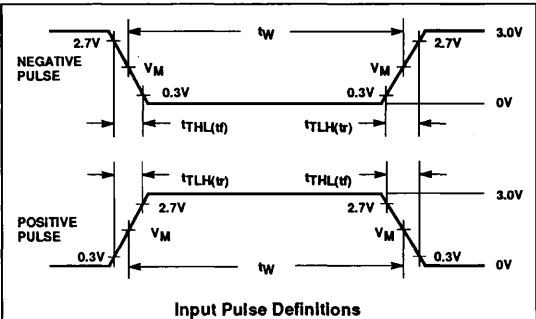 NEGATIVE
PULSE
2.7V
VM
0.3V
tW
0.3V
VM
2.7V
3.0V
0V
tTHL(tf)
tTLH(tr)
POSITIVE
PULSE
tTLH(tr)
tTHL(tf)
0.3V
VM
2.7V
tW
2.7V
VM
0.3V
3.0V
0V
Input Pulse Definitions